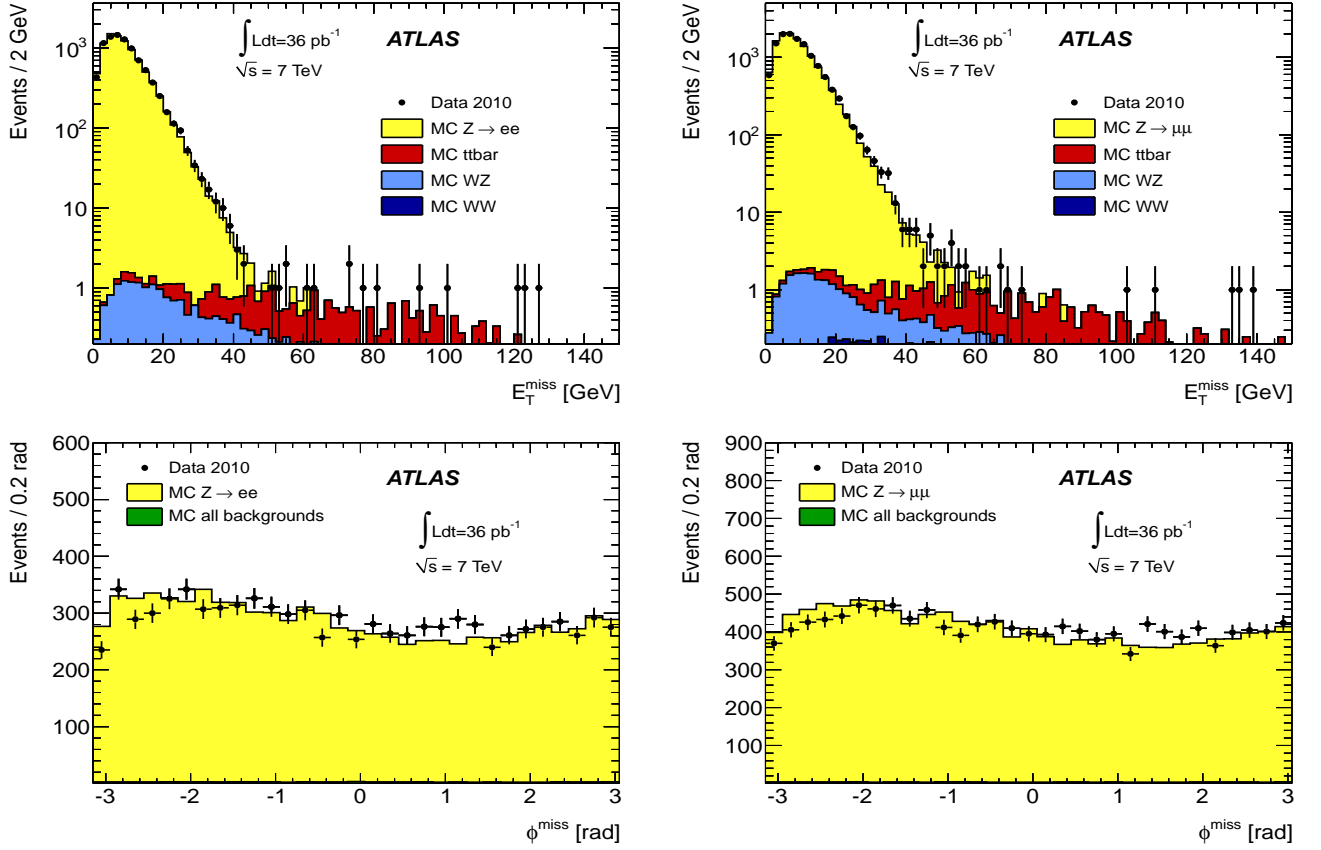 Events / 2 GeV
10³
10²
10
1
∫ Ldt=36 pb⁻¹
√s = 7 TeV
ATLAS
Data 2010
MC Z → ee
MC ttbar
MC WZ
MC WW
0 20 40 60 80 100 120 140
E_T^miss [GeV]
Events / 2 GeV
10³
10²
10
1
∫ Ldt=36 pb⁻¹
√s = 7 TeV
ATLAS
Data 2010
MC Z → μμ
MC ttbar
MC WZ
MC WW
0 20 40 60 80 100 120 140
E_T^miss [GeV]
Events / 0.2 rad
600
500
400
300
200
100
Data 2010
MC Z → ee
MC all backgrounds
ATLAS
∫ Ldt=36 pb⁻¹
√s = 7 TeV
-3 -2 -1 0 1 2 3
ϕ^miss [rad]
Events / 0.2 rad
900
800
700
600
500
400
300
200
100
Data 2010
MC Z → μμ
MC all backgrounds
ATLAS
∫ Ldt=36 pb⁻¹
√s = 7 TeV
-3 -2 -1 0 1 2 3
ϕ^miss [rad]